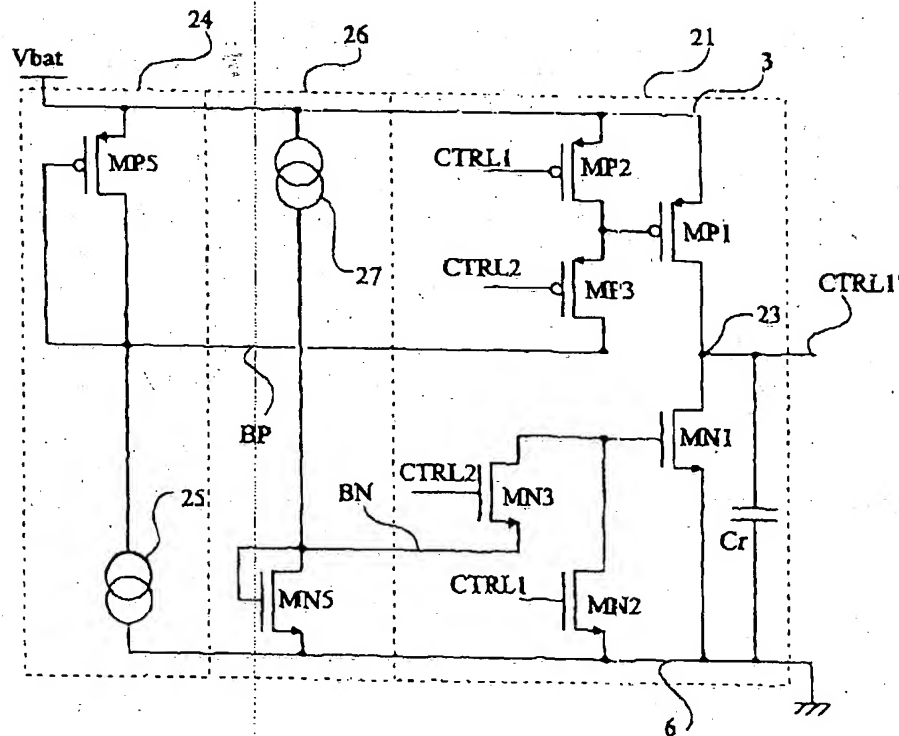 24
26
21
3
Vbat
MP5
CTRL1
MP2
MP1
27
CTRL2
MP3
CTRL1'
23
BP
MN1
CTRL2
MN3
25
BN
Cr
MN5
CTRL1
MN2
6